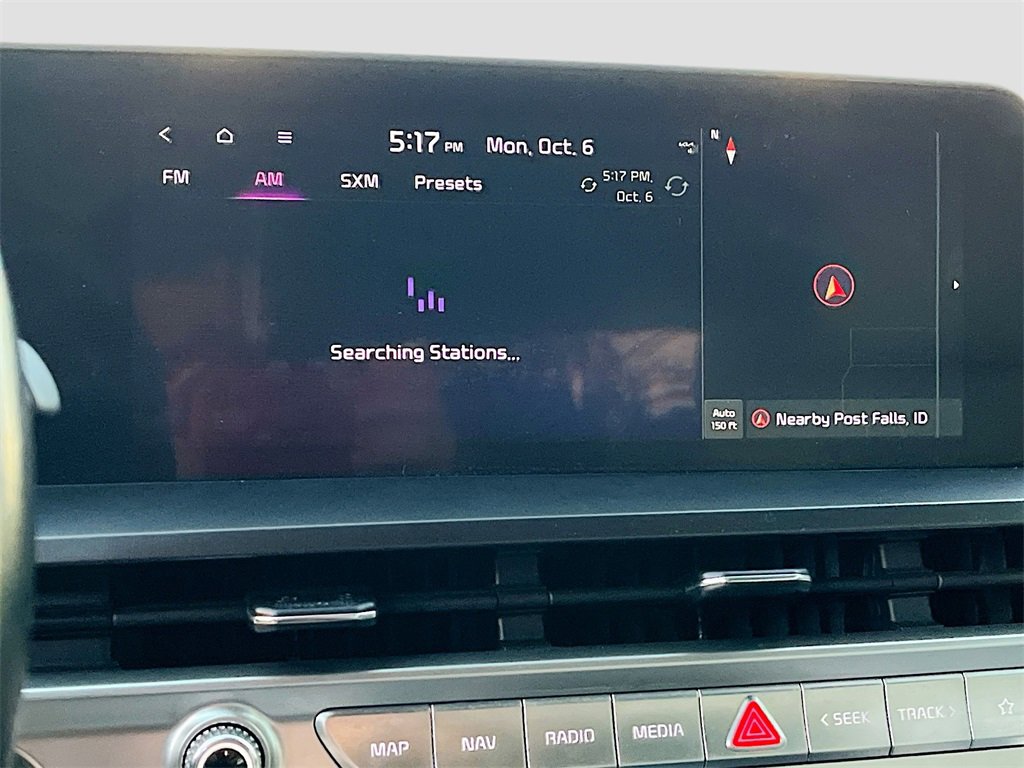 5:17 PM Mon, Oct. 6
N
FM AM SXM Presets
5:17 PM,
Oct. 6
Searching Stations...
Auto
150 ft
Nearby Post Falls, ID
MAP NAV RADIO MEDIA < SEEK TRACK >